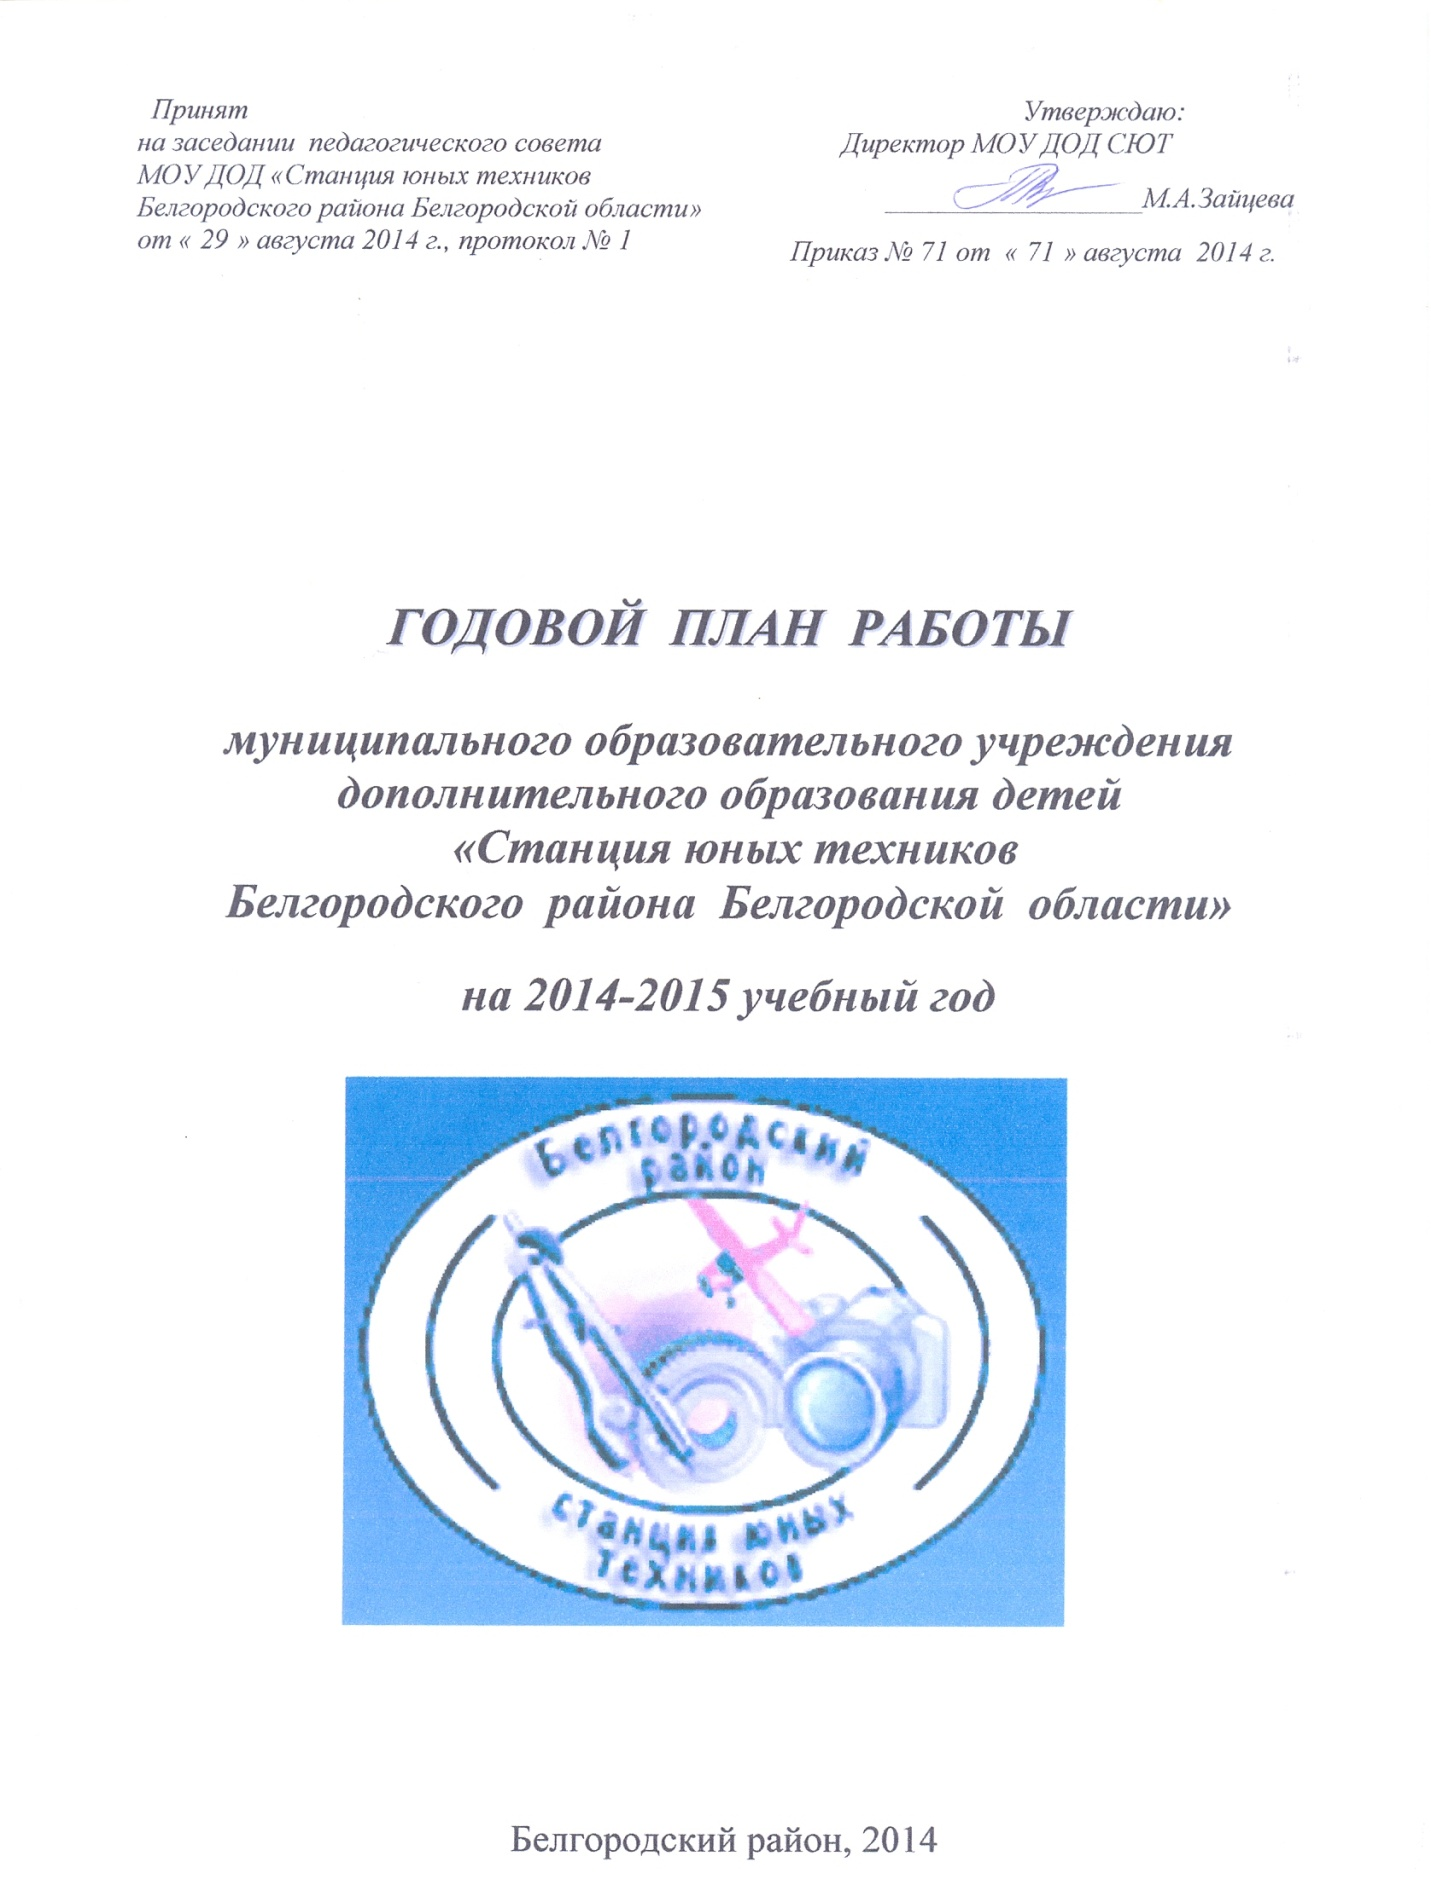 Принят
на заседании педагогического совета
МОУ ДОД «Станция юных техников
Белгородского района Белгородской области»
от « 29 » августа 2014 г., протокол № 1
Утверждаю:
Директор МОУ ДОД СЮТ
__________________М.А.Зайцева
Приказ № 71 от « 71 » августа 2014 г.
ГОДОВОЙ ПЛАН РАБОТЫ
муниципального образовательного учреждения
дополнительного образования детей
«Станция юных техников
Белгородского района Белгородской области»
на 2014-2015 учебный год
Белгородский
район
станция юных
техников
Белгородский район, 2014